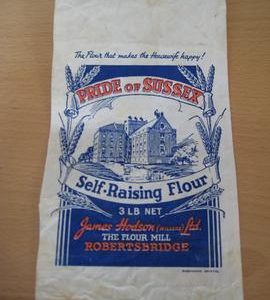 The Flour that makes the Housewife happy!
PRIDE OF SUSSEX
Self-Raising Flour
3 LB NET
James Hodson (MILLERS) Ltd.
THE FLOUR MILL
ROBERTSBRIDGE